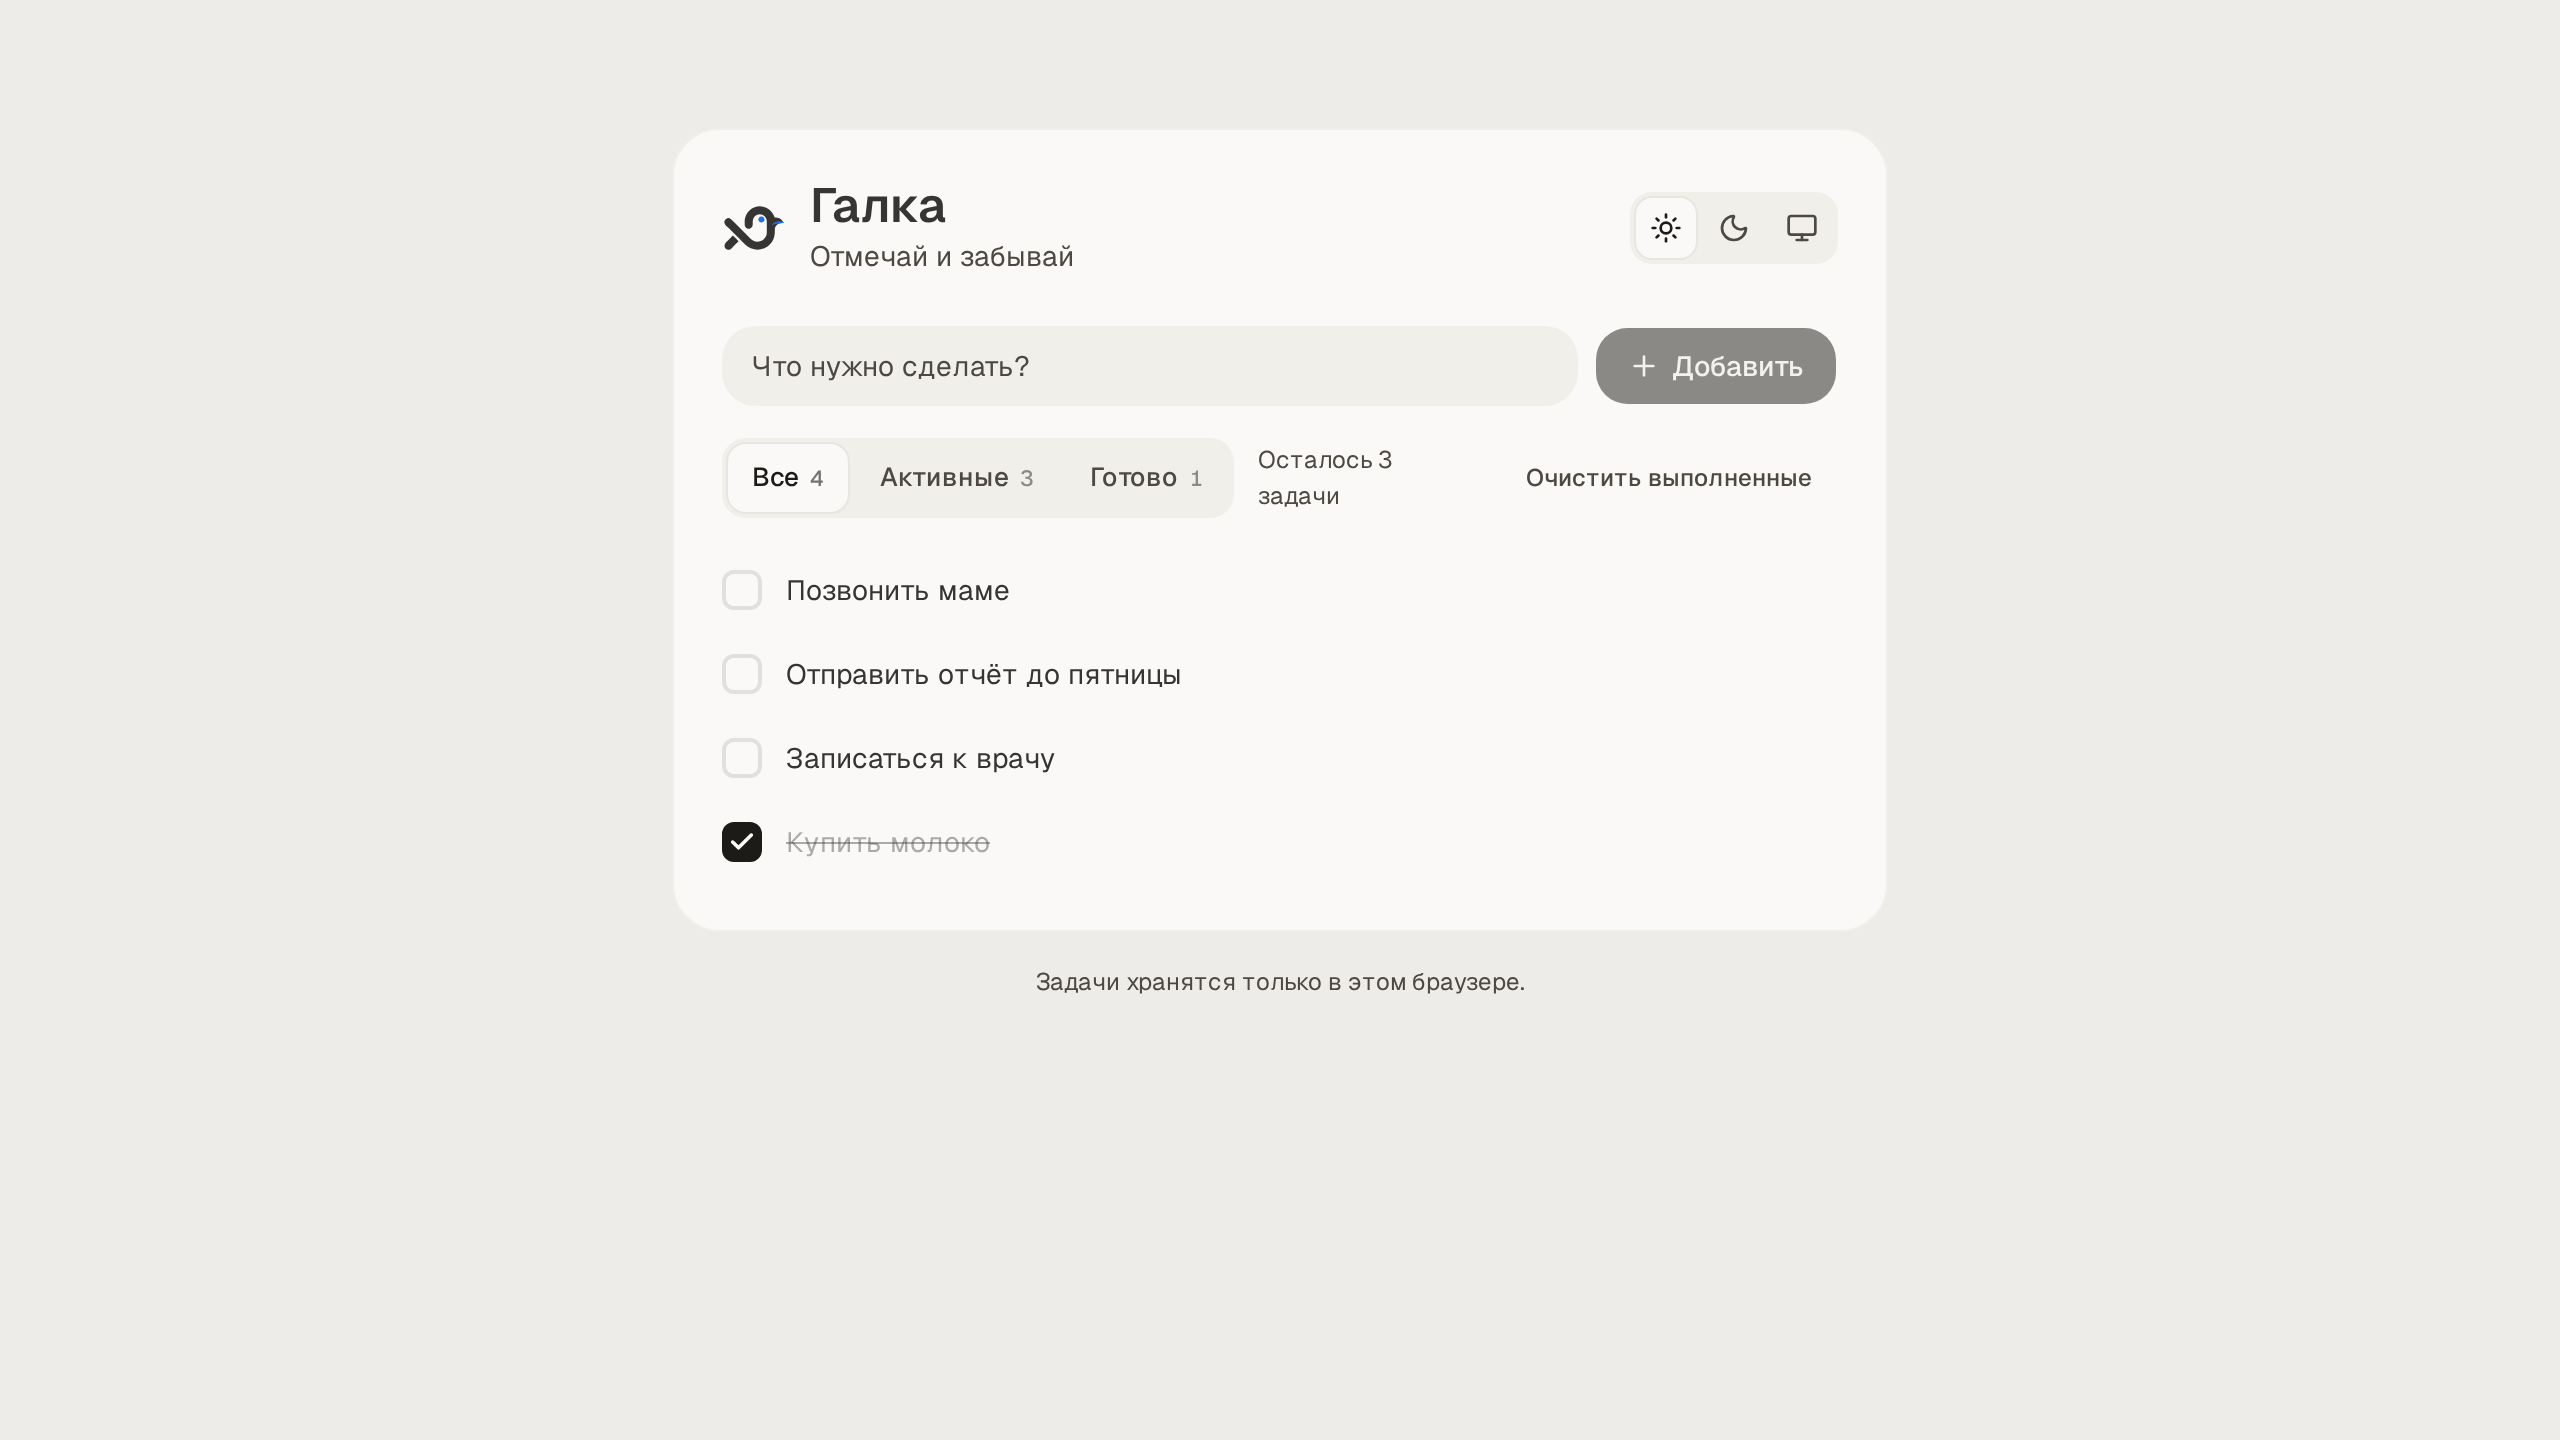 Галка
Отмечай и забывай
Что нужно сделать?
Добавить
Все 4
Активные 3
Готово 1
Осталось 3
задачи
Очистить выполненные
Позвонить маме
Отправить отчёт до пятницы
Записаться к врачу
Купить молоко
Задачи хранятся только в этом браузере.